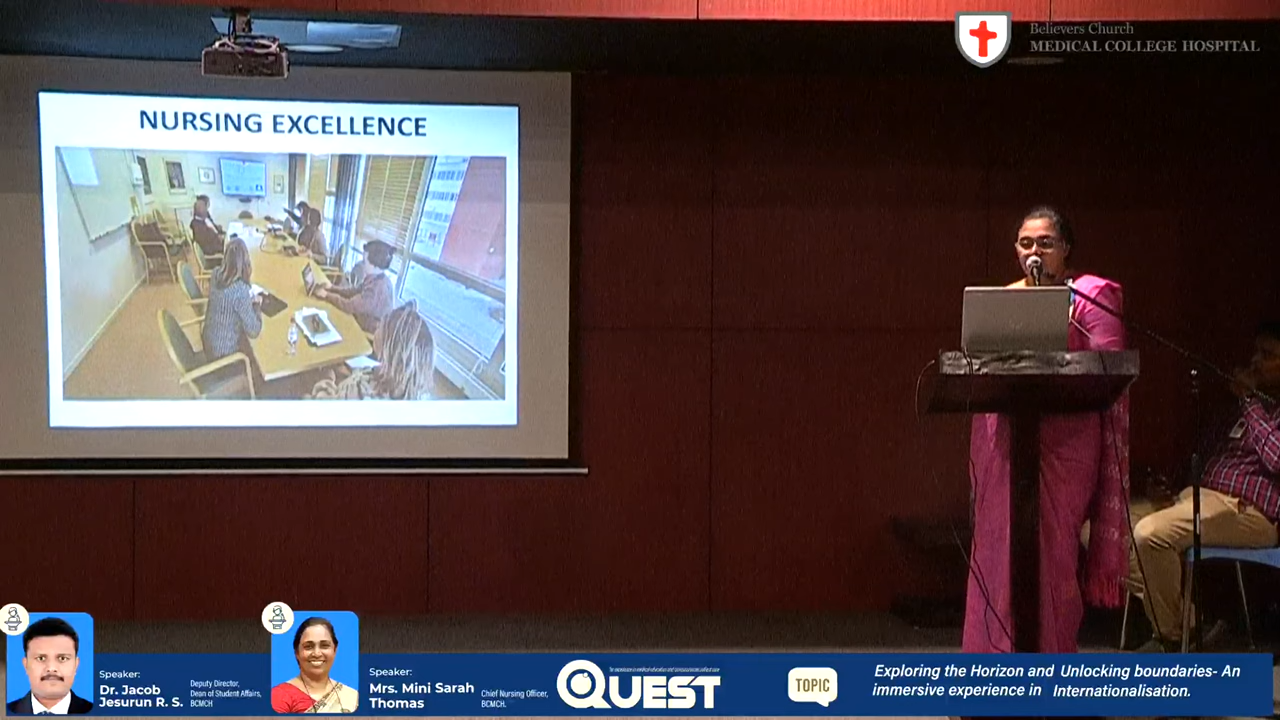 Believers Church
MEDICAL COLLEGE HOSPITAL
NURSING EXCELLENCE
Speaker:
Dr. Jacob
Jesurun R. S.
Deputy Director,
Dean of Student Affairs,
BCMCH
Speaker:
Mrs. Mini Sarah
Thomas
Chief Nursing Officer,
BCMCH.
QUEST
TOPIC
Exploring the Horizon and Unlocking boundaries- An
immersive experience in Internationalisation.